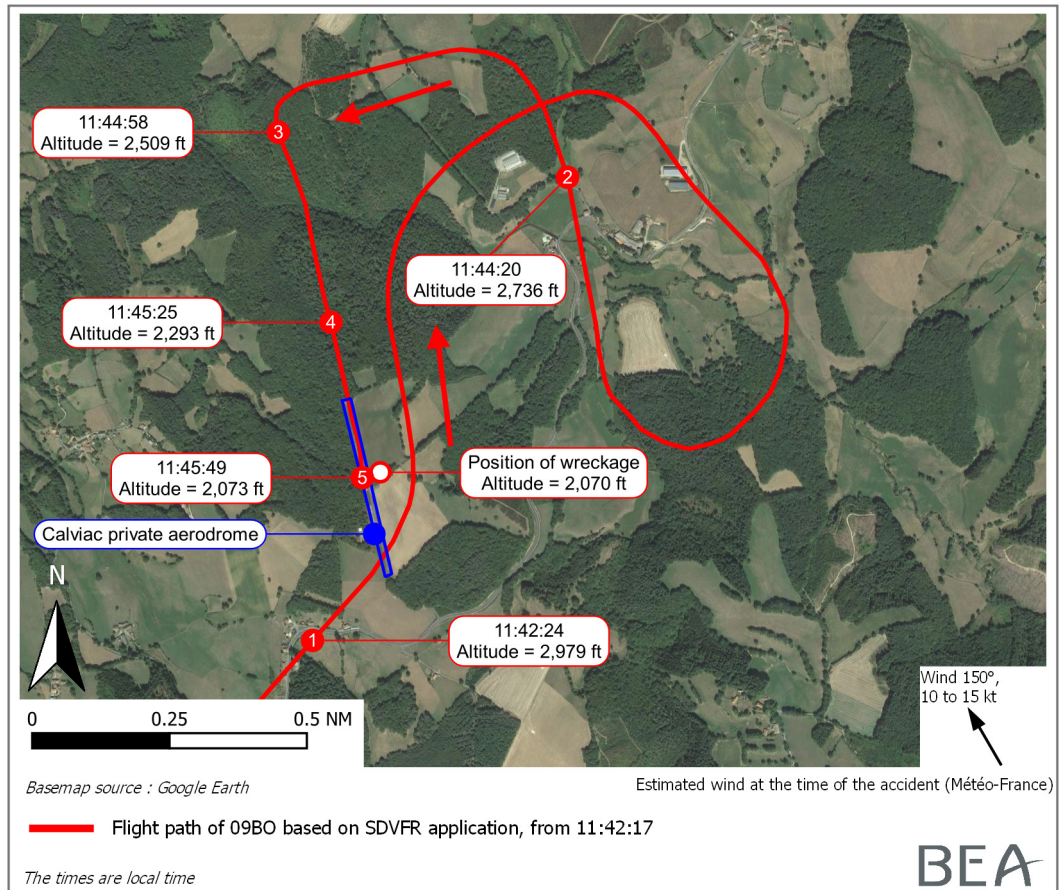 3
11:44:58
Altitude = 2,509 ft
2
11:44:20
Altitude = 2,736 ft
11:45:25
Altitude = 2,293 ft
4
11:45:49
Altitude = 2,073 ft
5
Position of wreckage
Altitude = 2,070 ft
Calviac private aerodrome
N
1
11:42:24
Altitude = 2,979 ft
Wind 150°,
10 to 15 kt
0 0.25 0.5 NM
Basemap source : Google Earth
Estimated wind at the time of the accident (Météo-France)
Flight path of 09BO based on SDVFR application, from 11:42:17
The times are local time
BEA